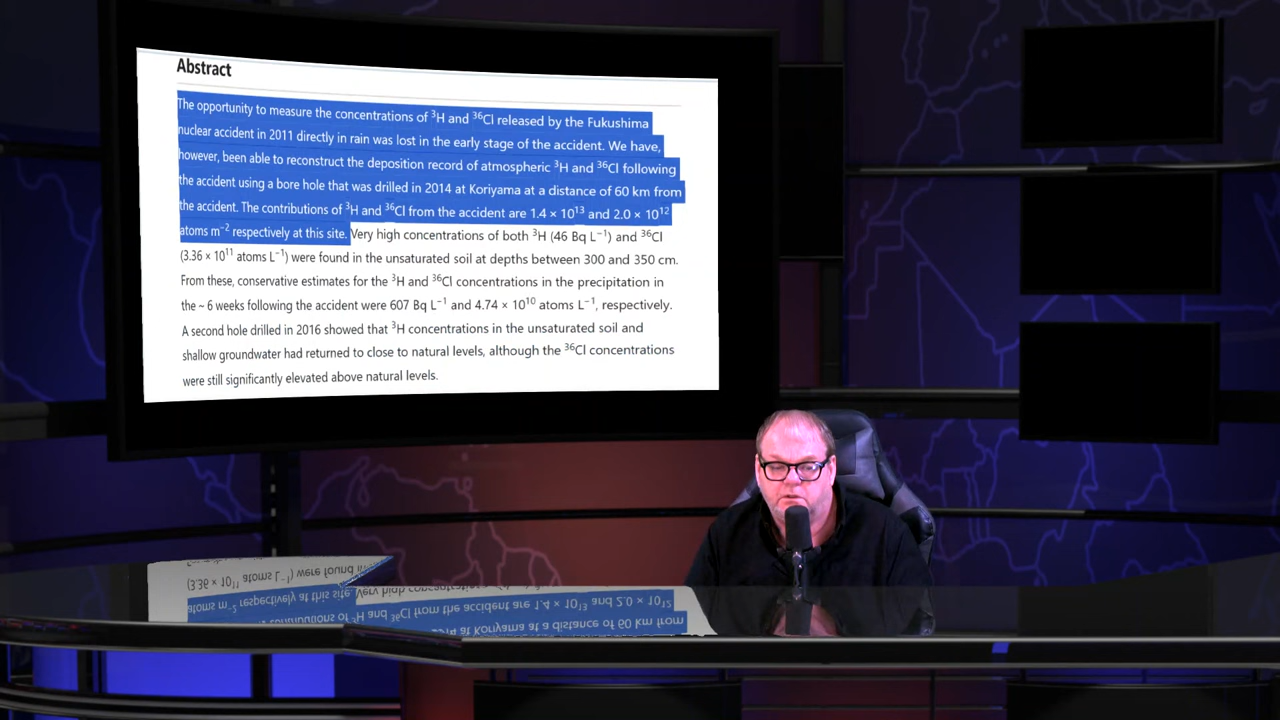 Abstract
The opportunity to measure the concentrations of ³H and ³⁶Cl released by the Fukushima
nuclear accident in 2011 directly in rain was lost in the early stage of the accident. We have,
however, been able to reconstruct the deposition record of atmospheric ³H and ³⁶Cl following
the accident using a bore hole that was drilled in 2014 at Koriyama at a distance of 60 km from
the accident. The contributions of ³H and ³⁶Cl from the accident are 1.4 × 10¹³ and 2.0 × 10¹²
atoms m⁻² respectively at this site. Very high concentrations of both ³H (46 Bq L⁻¹) and ³⁶Cl
(3.36 × 10¹¹ atoms L⁻¹) were found in the unsaturated soil at depths between 300 and 350 cm.
From these, conservative estimates for the ³H and ³⁶Cl concentrations in the precipitation in
the ~ 6 weeks following the accident were 607 Bq L⁻¹ and 4.74 × 10¹⁰ atoms L⁻¹, respectively.
A second hole drilled in 2016 showed that ³H concentrations in the unsaturated soil and
shallow groundwater had returned to close to natural levels, although the ³⁶Cl concentrations
were still significantly elevated above natural levels.